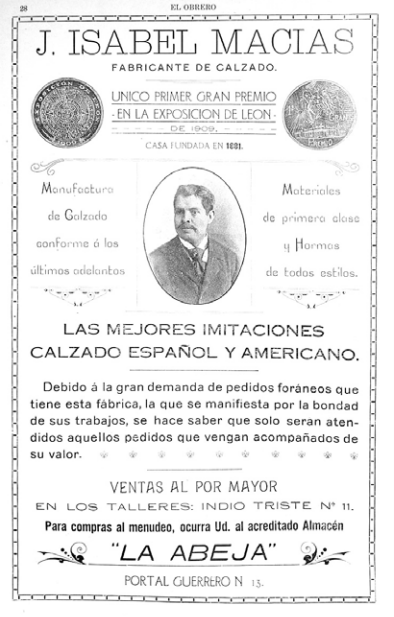 28
EL OBRERO
J. ISABEL MACIAS
FABRICANTE DE CALZADO.
UNICO PRIMER GRAN PREMIO
EN LA EXPOSICION DE LEON
DE 1909.
CASA FUNDADA EN 1881.
Manufactura
de Calzado
conforme á los
últimos adelantos
Materiales
de primera clase
y Hormas
de todos estilos.
LAS MEJORES IMITACIONES
CALZADO ESPAÑOL Y AMERICANO.
Debido á la gran demanda de pedidos foráneos que
tiene esta fábrica, la que se manifiesta por la bondad
de sus trabajos, se hace saber que solo seran aten-
didos aquellos pedidos que vengan acompañados de
su valor.
VENTAS AL POR MAYOR
EN LOS TALLERES: INDIO TRISTE Nº 11.
Para compras al menudeo, ocurra Ud. al acreditado Almacén
"LA ABEJA"
PORTAL GUERRERO N 13.